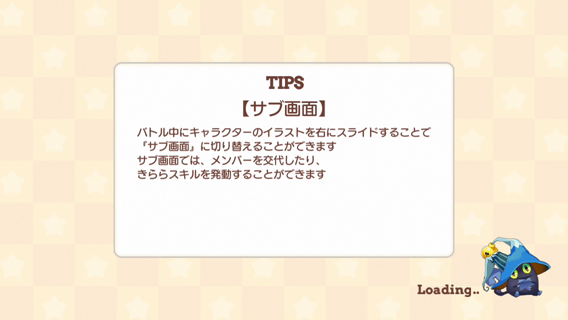 TIPS
【サブ画面】
バトル中にキャラクターのイラストを右にスライドすることで
「サブ画面」に切り替えることができます
サブ画面では、メンバーを交代したり、
きららスキルを発動することができます
Loading..